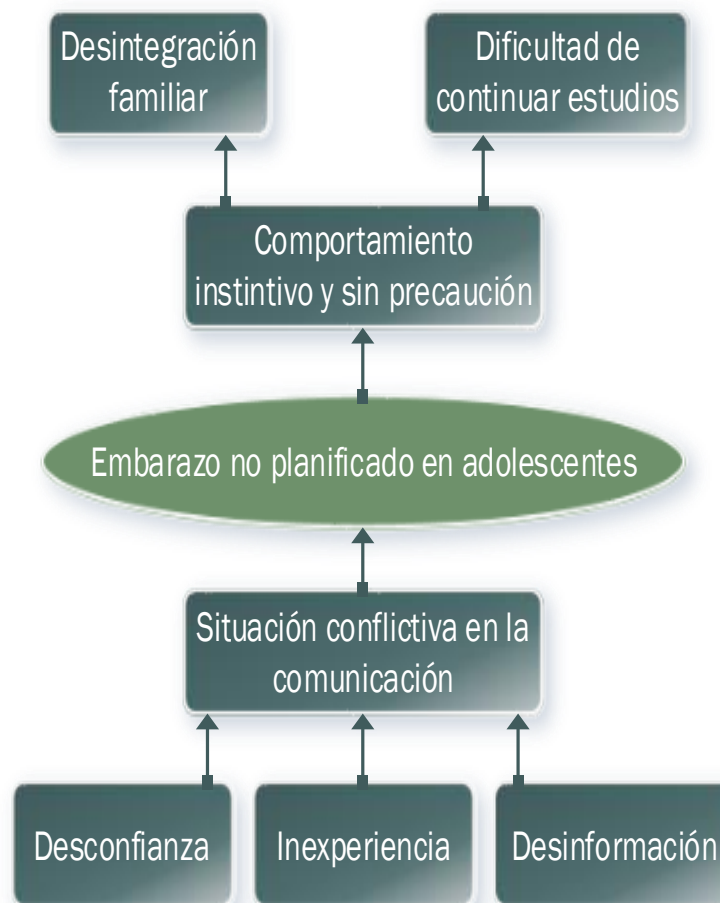 Desintegración
familiar
Dificultad de
continuar estudios
Comportamiento
instintivo y sin precaución
Embarazo no planificado en adolescentes
Situación conflictiva en la
comunicación
Desconfianza
Inexperiencia
Desinformación